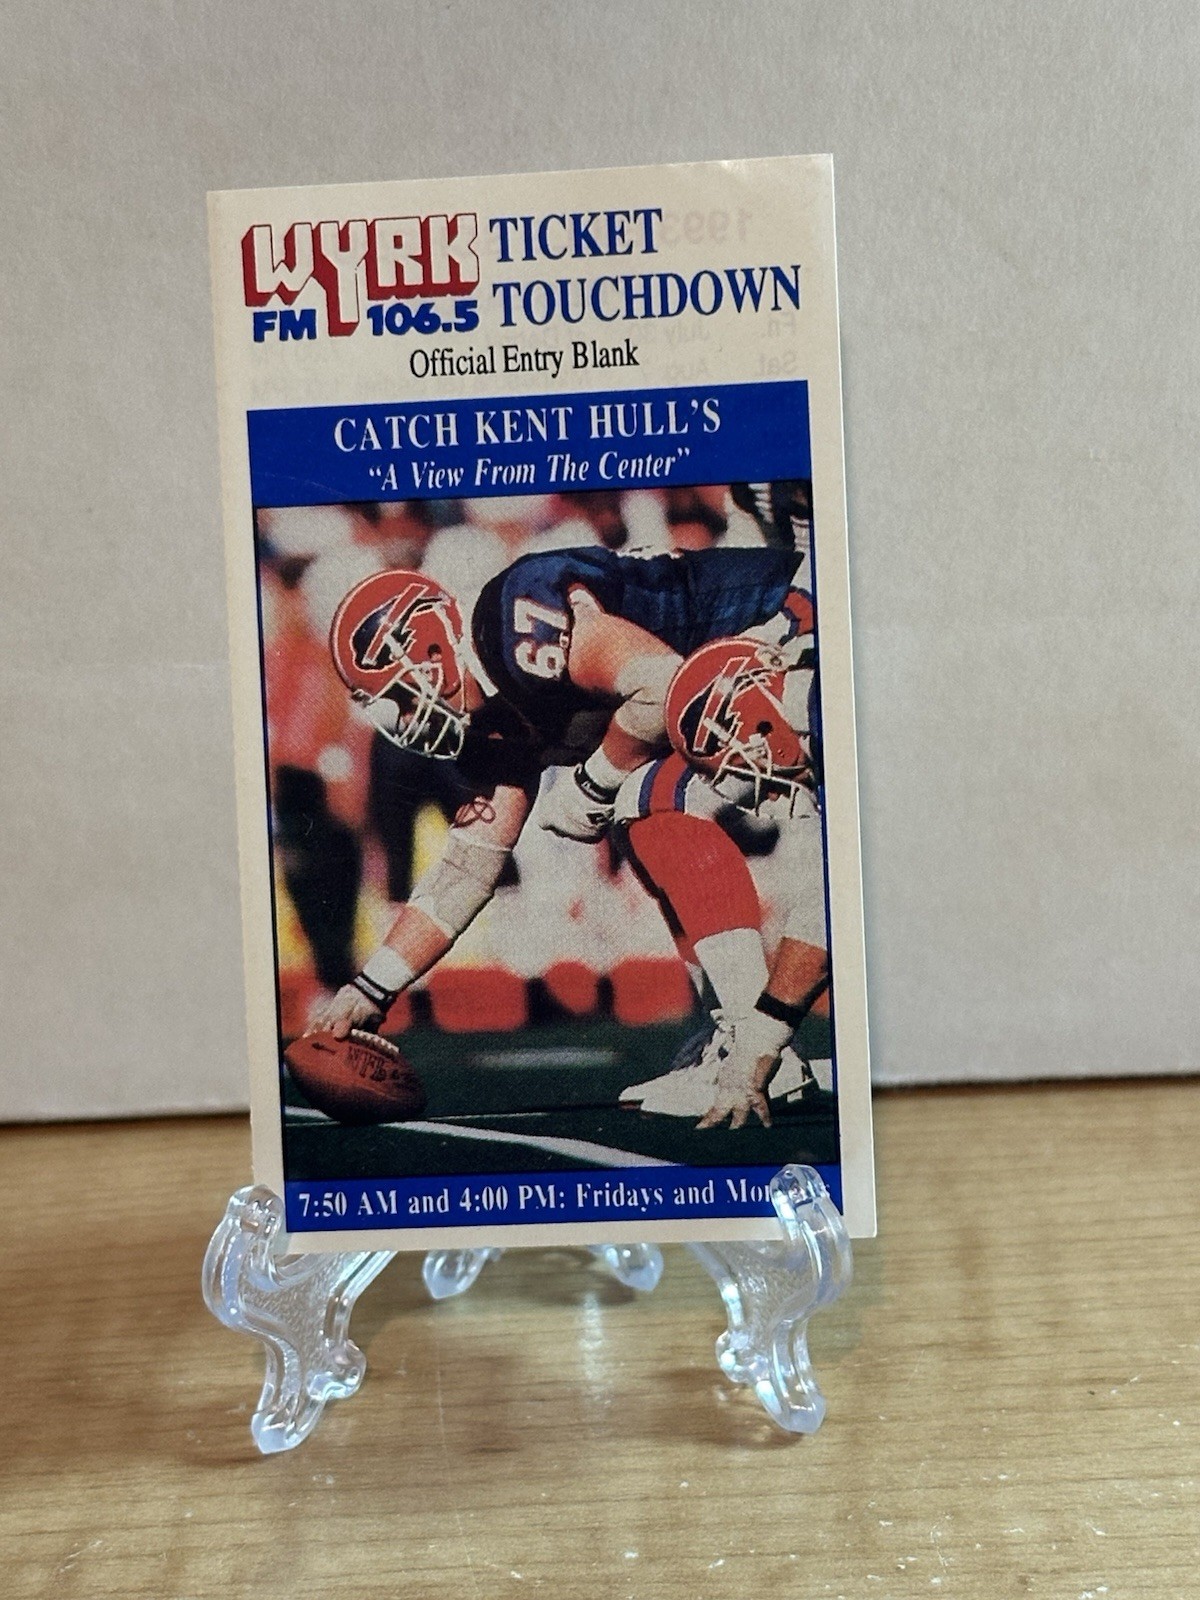 WYRK
FM 106.5
TICKET
TOUCHDOWN
Official Entry Blank
CATCH KENT HULL'S
"A View From The Center"
67
7:50 AM and 4:00 PM: Fridays and